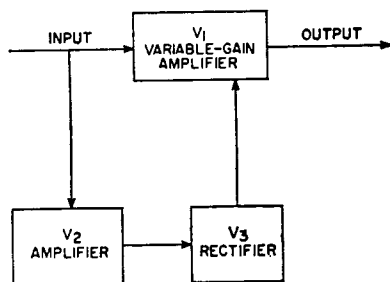 INPUT
V1
VARIABLE-GAIN
AMPLIFIER
OUTPUT
V2
AMPLIFIER
V3
RECTIFIER